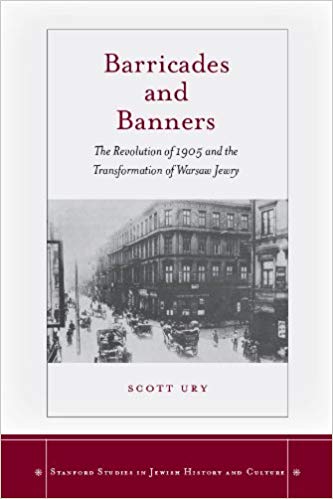 Barricades
and
Banners
The Revolution of 1905 and the
Transformation of Warsaw Jewry
SCOTT URY
* STANFORD STUDIES IN JEWISH HISTORY AND CULTURE *